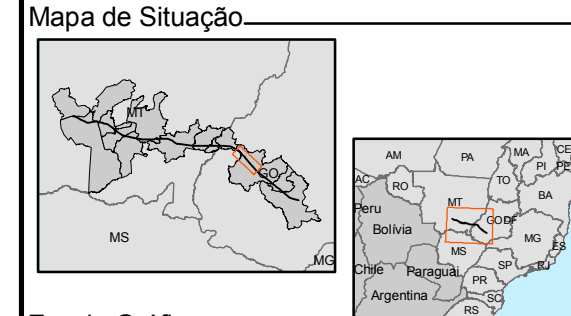 Mapa de Situação
MT
GO
MS
MG
AM
PA
MA
CE
PI
PE
AC
RO
TO
BA
Peru
MT
GO
DF
Bolívia
MG
MS
ES
Chile
Paraguai
SP
RJ
PR
Argentina
SC
RS